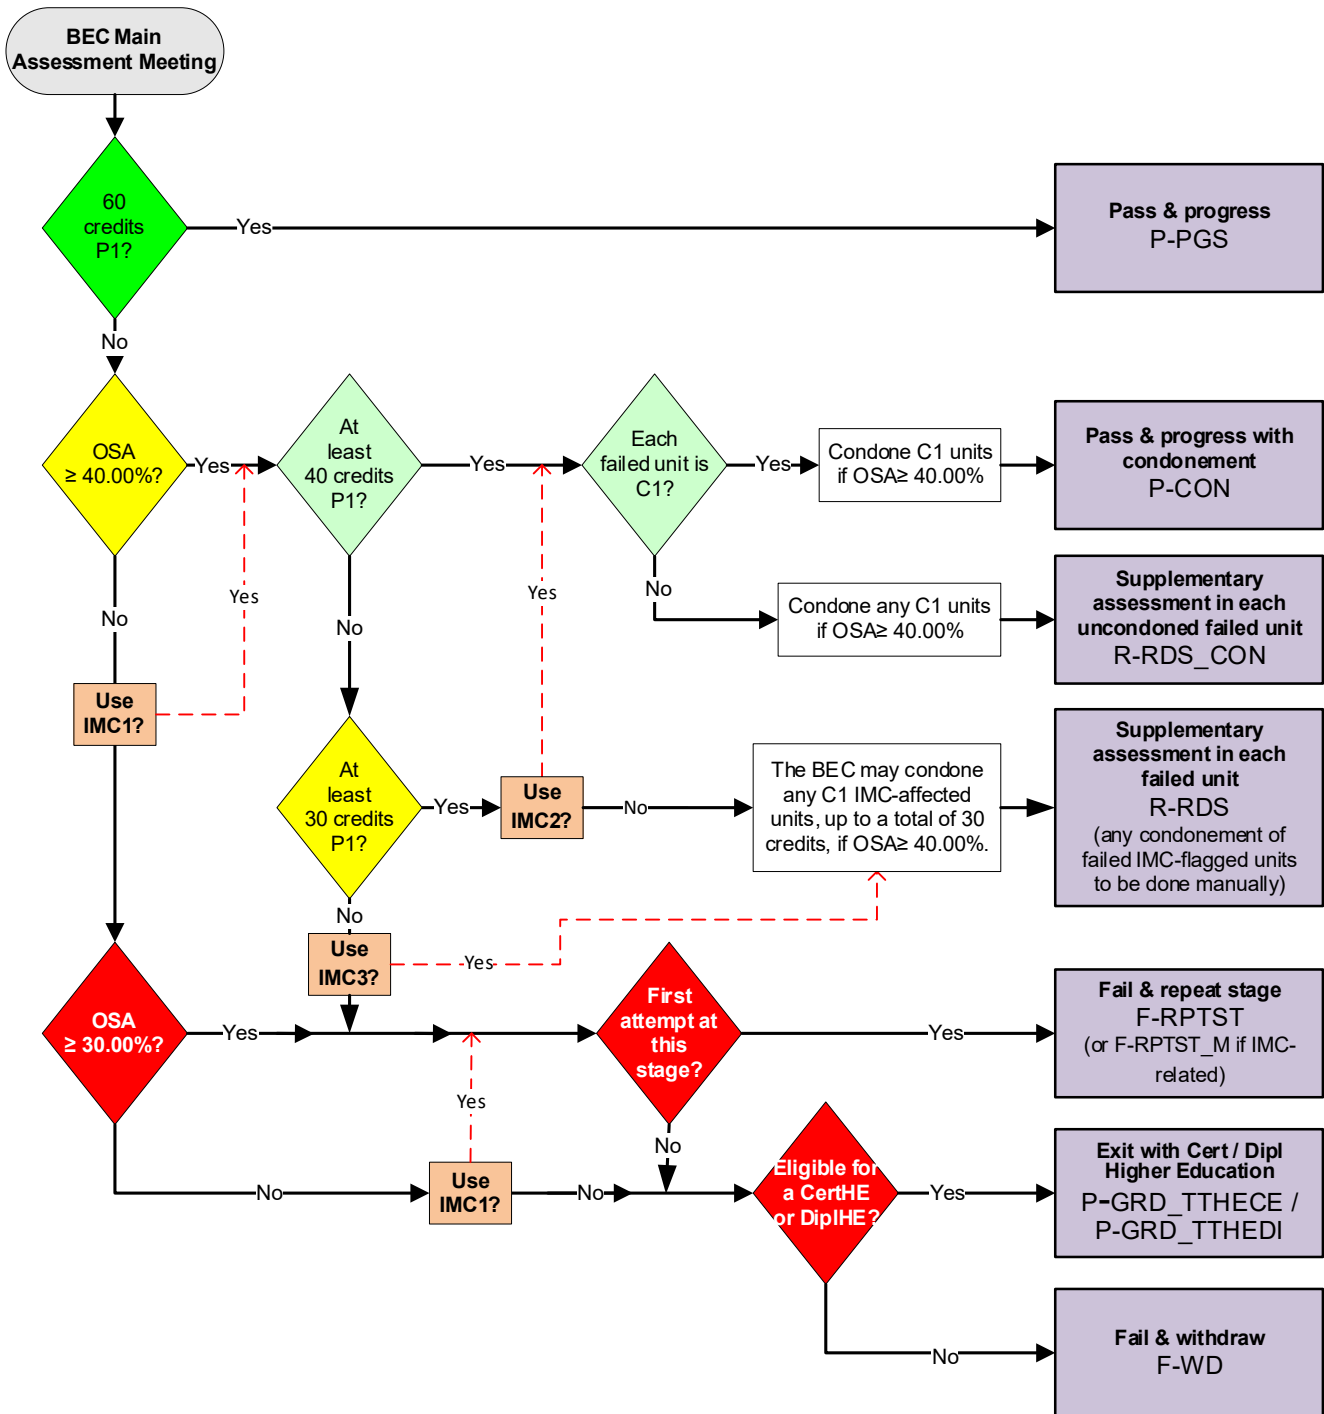 BEC Main
Assessment Meeting
60
credits
P1?
Yes
Pass & progress
P-PGS
No
OSA
≥ 40.00%?
Yes
At
least
40 credits
P1?
Yes
Each
failed unit is
C1?
Yes
Condone C1 units
if OSA≥ 40.00%
Pass & progress with
condonement
P-CON
No
Yes
No
Yes
No
Condone any C1 units
if OSA≥ 40.00%
Supplementary
assessment in each
uncondoned failed unit
R-RDS_CON
Use
IMC1?
At
least
30 credits
P1?
Yes
Use
IMC2?
No
The BEC may condone
any C1 IMC-affected
units, up to a total of 30
credits, if OSA≥ 40.00%.
Supplementary
assessment in each
failed unit
R-RDS
(any condonement of
failed IMC-flagged units
to be done manually)
No
Use
IMC3?
Yes
OSA
≥ 30.00%?
Yes
First
attempt at
this
stage?
Yes
Fail & repeat stage
F-RPTST
(or F-RPTST_M if IMC-
related)
Yes
No
No
Use
IMC1?
No
Eligible for
a CertHE
or DiplHE?
Yes
Exit with Cert / Dipl
Higher Education
P-GRD_TTHECE /
P-GRD_TTHEDI
No
Fail & withdraw
F-WD